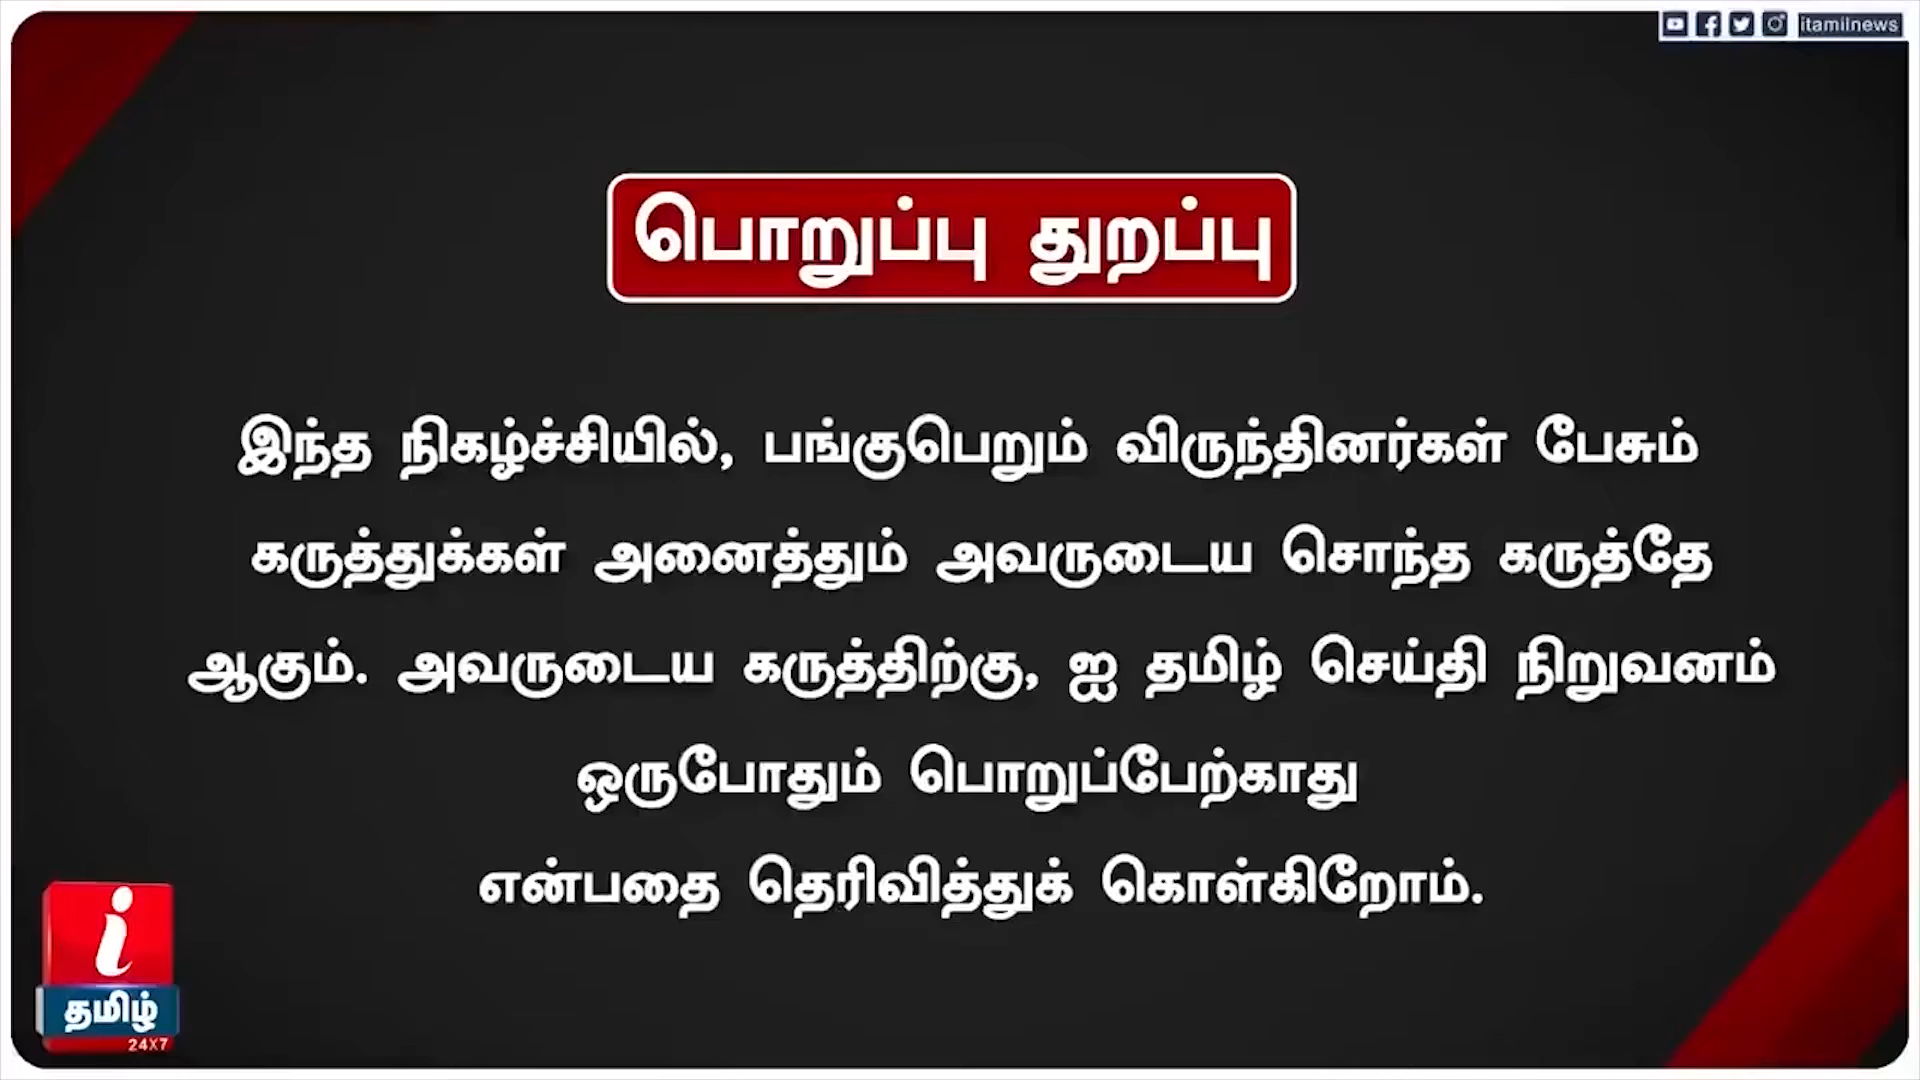 itamilnews
பொறுப்பு துறப்பு
இந்த நிகழ்ச்சியில், பங்குபெறும் விருந்தினர்கள் பேசும்
கருத்துக்கள் அனைத்தும் அவருடைய சொந்த கருத்தே
ஆகும். அவருடைய கருத்திற்கு, ஐ தமிழ் செய்தி நிறுவனம்
ஒருபோதும் பொறுப்பேற்காது
என்பதை தெரிவித்துக் கொள்கிறோம்.
i
தமிழ்
24X7